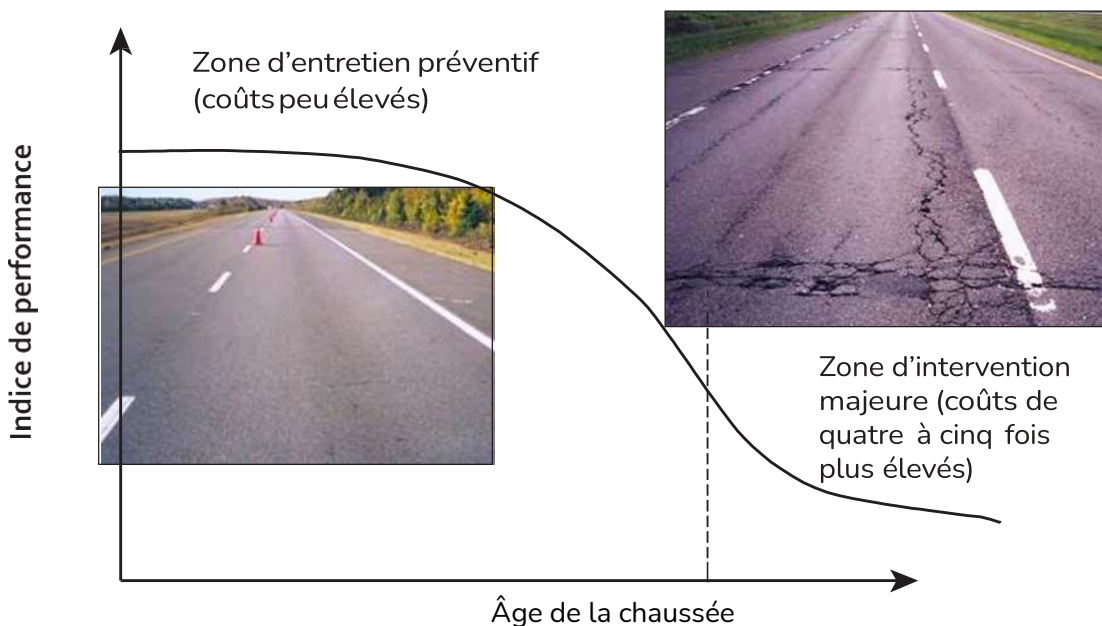 Zone d’entretien préventif
(coûts peu élevés)
Indice de performance
Zone d’intervention
majeure (coûts de
quatre à cinq fois
plus élevés)
Âge de la chaussée